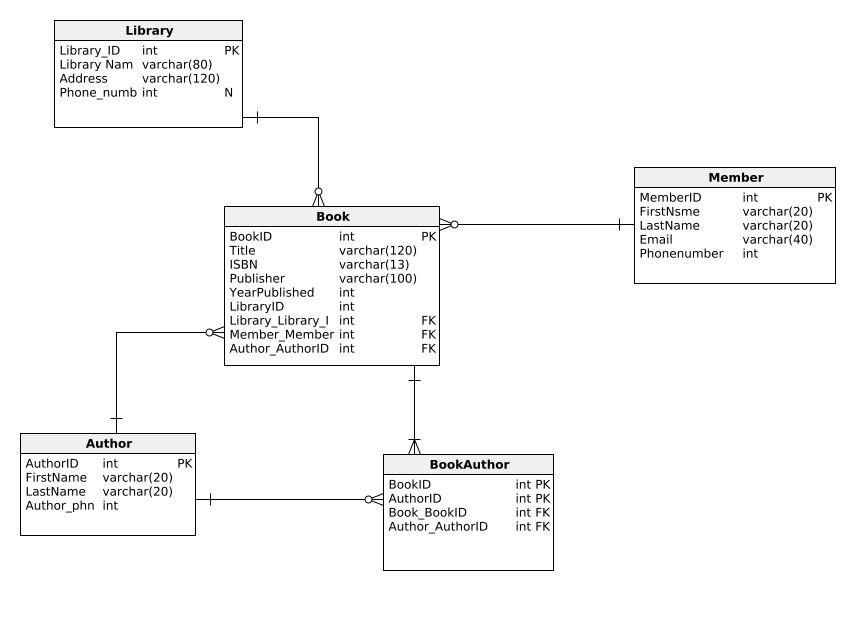 Library
Library_ID int PK
Library Nam varchar(80)
Address varchar(120)
Phone_numb int N
Member
MemberID int PK
FirstNsme varchar(20)
LastName varchar(20)
Email varchar(40)
Phonenumber int
Book
BookID int PK
Title varchar(120)
ISBN varchar(13)
Publisher varchar(100)
YearPublished int
LibraryID int
Library_Library_I int FK
Member_Member int FK
Author_AuthorID int FK
Author
AuthorID int PK
FirstName varchar(20)
LastName varchar(20)
Author_phn int
BookAuthor
BookID int PK
AuthorID int PK
Book_BookID int FK
Author_AuthorID int FK